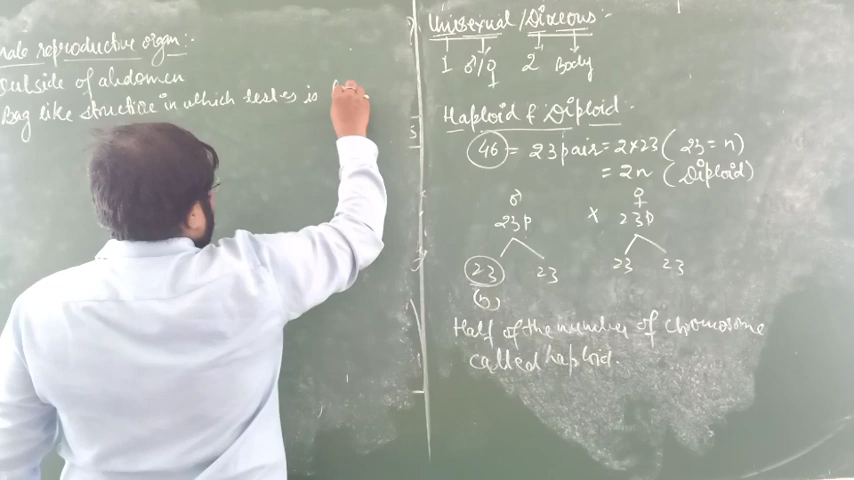 male reproductive organ:-
outside of abdomen
Bag like structure in which testes is
Unisexual / Dixeous :-
1 ♂/♀ 2 Body
Haploid & Diploid :-
46 = 23 pair = 2×23 (23 = n)
= 2n (Diploid)
♂ ♀
23P × 23P
23 23 23 23
(n)
Half of the number of chromosome
called haploid.